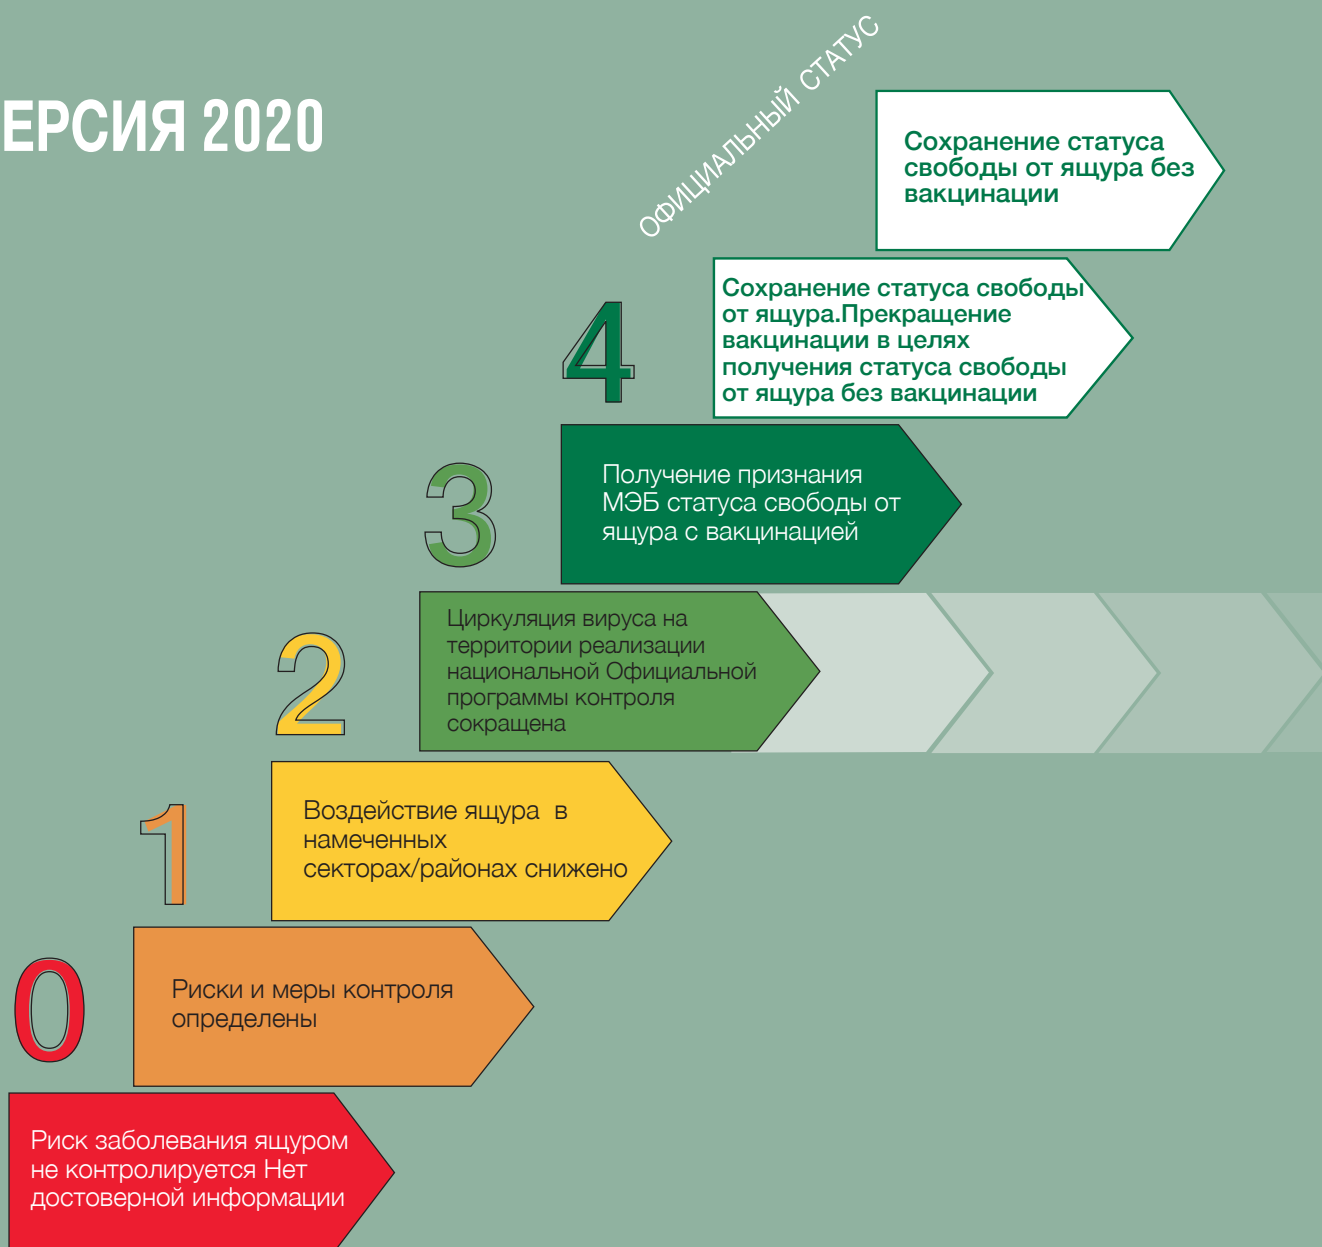 ОФИЦИАЛЬНЫЙ СТАТУС
ЕРСИЯ 2020
Сохранение статуса
свободы от ящура без
вакцинации
4
Сохранение статуса свободы
от ящура.Прекращение
вакцинации в целях
получения статуса свободы
от ящура без вакцинации
3
Получение признания
МЭБ статуса свободы от
ящура с вакцинацией
2
Циркуляция вируса на
территории реализации
национальной Официальной
программы контроля
сокращена
1
Воздействие ящура в
намеченных
секторах/районах снижено
0
Риски и меры контроля
определены
Риск заболевания ящуром
не контролируется Нет
достоверной информации